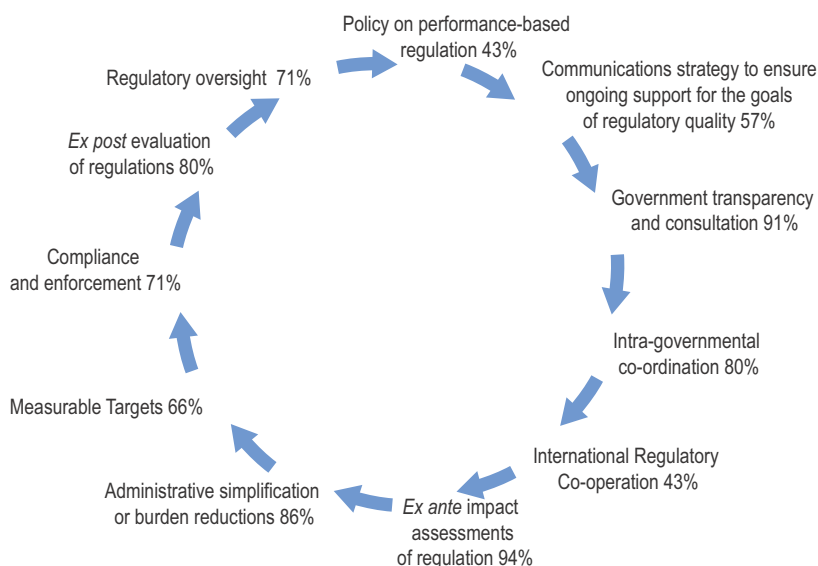 Policy on performance-based
regulation 43%
Communications strategy to ensure
ongoing support for the goals
of regulatory quality 57%
Government transparency
and consultation 91%
Intra-governmental
co-ordination 80%
International Regulatory
Co-operation 43%
Ex ante impact
assessments
of regulation 94%
Administrative simplification
or burden reductions 86%
Measurable Targets 66%
Compliance
and enforcement 71%
Ex post evaluation
of regulations 80%
Regulatory oversight 71%